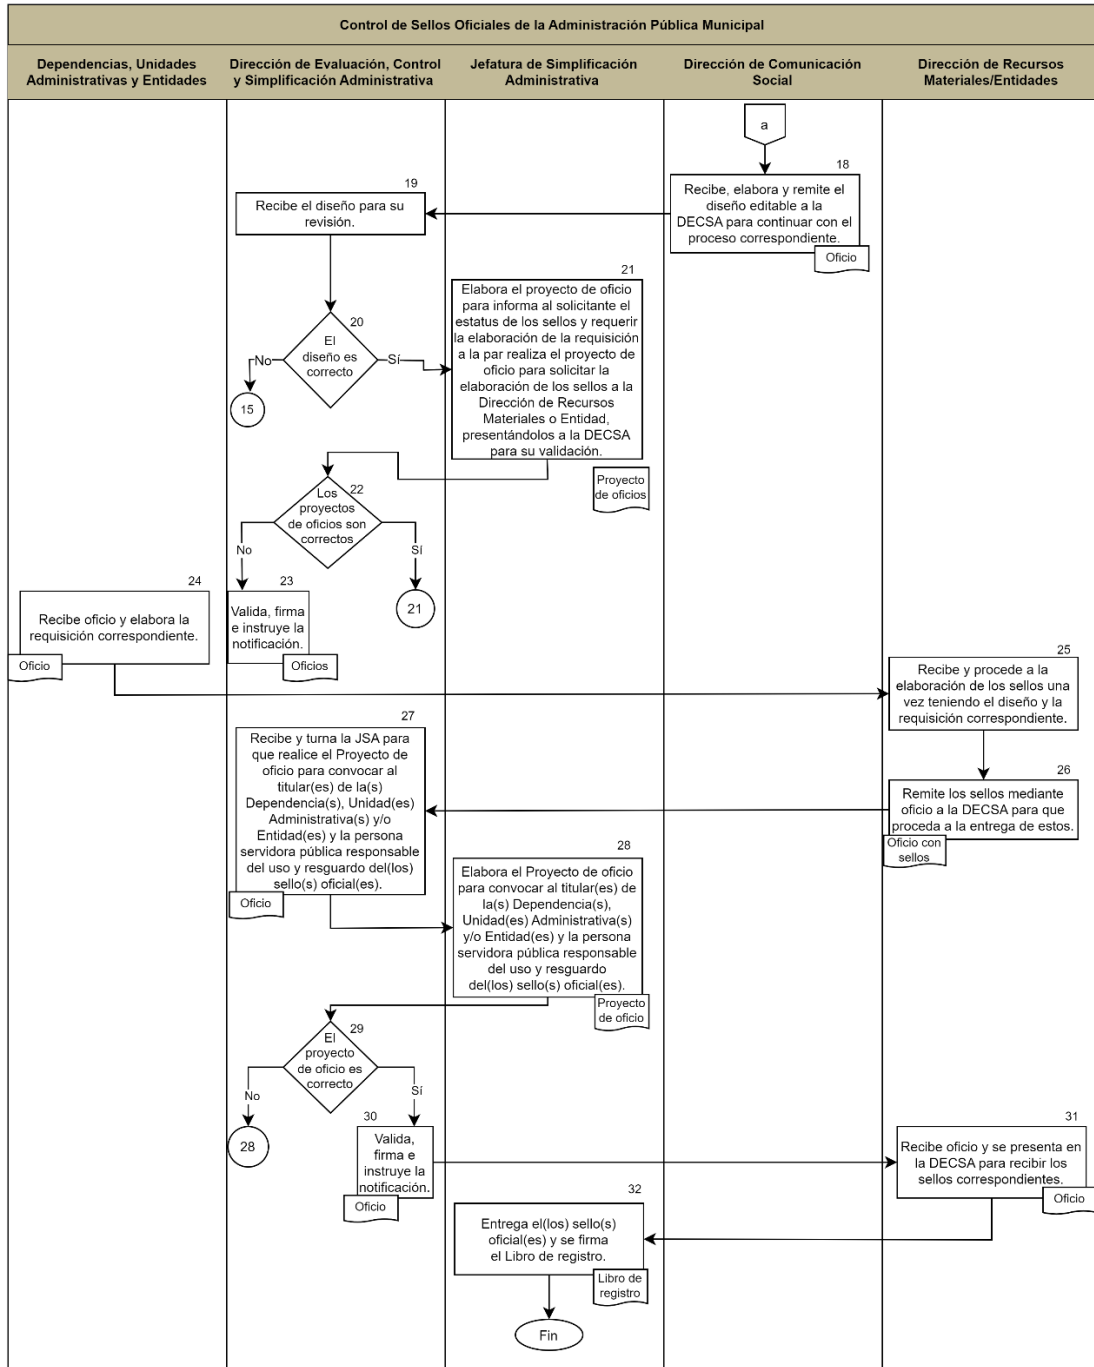 Control de Sellos Oficiales de la Administración Pública Municipal
Dependencias, Unidades
Administrativas y Entidades
Dirección de Evaluación, Control
y Simplificación Administrativa
Jefatura de Simplificación
Administrativa
Dirección de Comunicación
Social
Dirección de Recursos
Materiales/Entidades
a
18
Recibe, elabora y remite el
diseño editable a la
DECSA para continuar con el
proceso correspondiente.
Oficio
19
Recibe el diseño para su
revisión.
20
El
diseño es
correcto
No
Sí
15
21
Elabora el proyecto de oficio
para informa al solicitante el
estatus de los sellos y requerir
la elaboración de la requisición
a la par realiza el proyecto de
oficio para solicitar la
elaboración de los sellos a la
Dirección de Recursos
Materiales o Entidad,
presentándolos a la DECSA
para su validación.
Proyecto
de oficios
22
Los
proyectos
de oficios son
correctos
No
Sí
21
23
Valida, firma
e instruye la
notificación.
Oficios
24
Recibe oficio y elabora la
requisición correspondiente.
Oficio
25
Recibe y procede a la
elaboración de los sellos una
vez teniendo el diseño y la
requisición correspondiente.
26
Remite los sellos mediante
oficio a la DECSA para que
proceda a la entrega de estos.
Oficio con
sellos
27
Recibe y turna la JSA para
que realice el Proyecto de
oficio para convocar al
titular(es) de la(s)
Dependencia(s), Unidad(es)
Administrativa(s) y/o
Entidad(es) y la persona
servidora pública responsable
del uso y resguardo del(los)
sello(s) oficial(es).
Oficio
28
Elabora el Proyecto de oficio
para convocar al titular(es) de
la(s) Dependencia(s),
Unidad(es) Administrativa(s)
y/o Entidad(es) y la persona
servidora pública responsable
del uso y resguardo
del(los) sello(s) oficial(es).
Proyecto
de oficio
29
El
proyecto
de oficio es
correcto
No
Sí
28
30
Valida,
firma e
instruye la
notificación.
Oficio
31
Recibe oficio y se presenta en
la DECSA para recibir los
sellos correspondientes.
Oficio
32
Entrega el(los) sello(s)
oficial(es) y se firma
el Libro de registro.
Libro de
registro
Fin